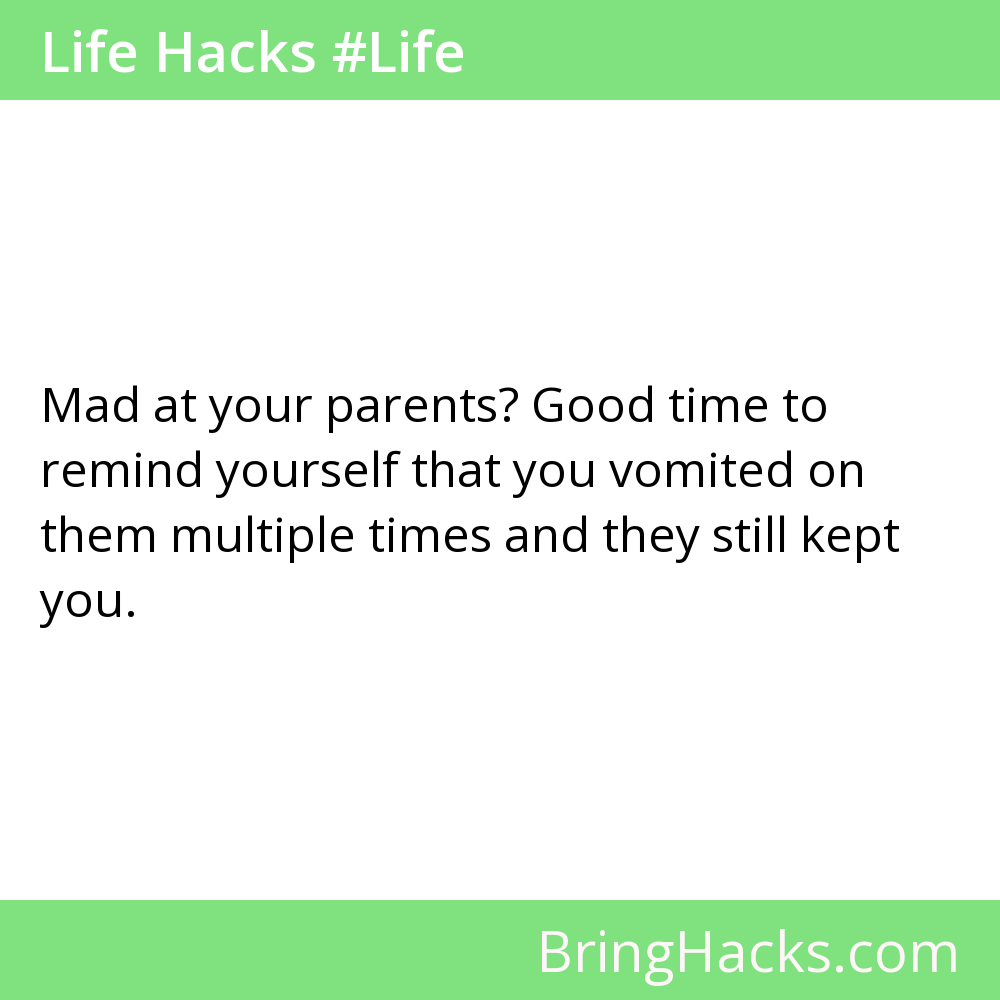 Life Hacks #Life
Mad at your parents? Good time to
remind yourself that you vomited on
them multiple times and they still kept
you.
BringHacks.com